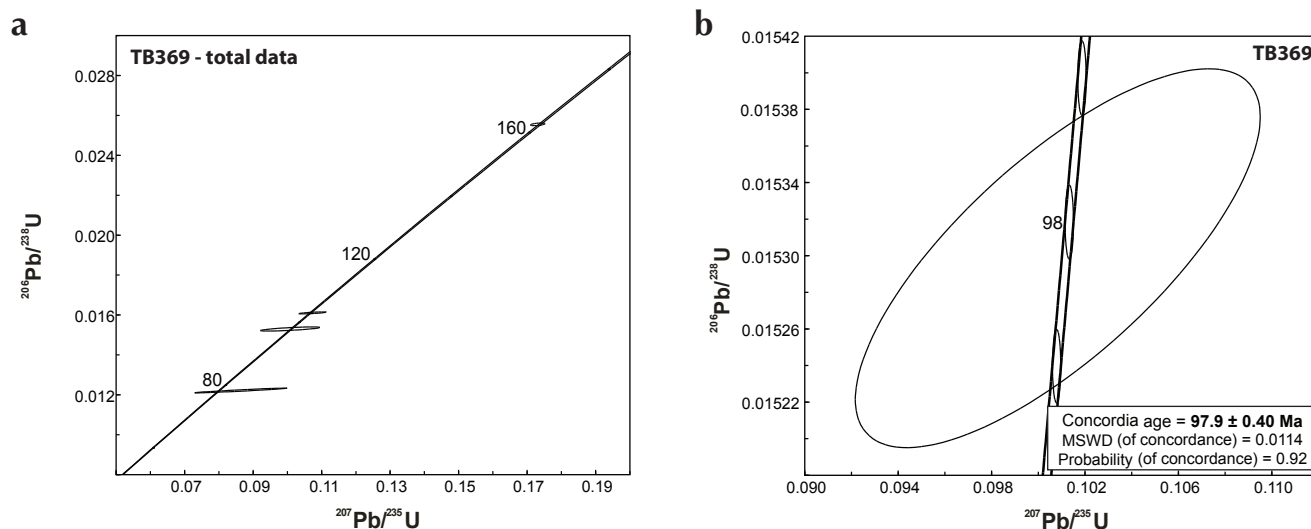 a
TB369 - total data
0.028
0.024
0.020
0.016
0.012
206Pb/238U
160
120
80
0.07
0.09
0.11
0.13
0.15
0.17
0.19
207Pb/235U
b
TB369
0.01542
0.01538
0.01534
0.01530
0.01526
0.01522
206Pb/238U
98
Concordia age = 97.9 ± 0.40 Ma
MSWD (of concordance) = 0.0114
Probability (of concordance) = 0.92
0.090
0.094
0.098
0.102
0.106
0.110
207Pb/235U